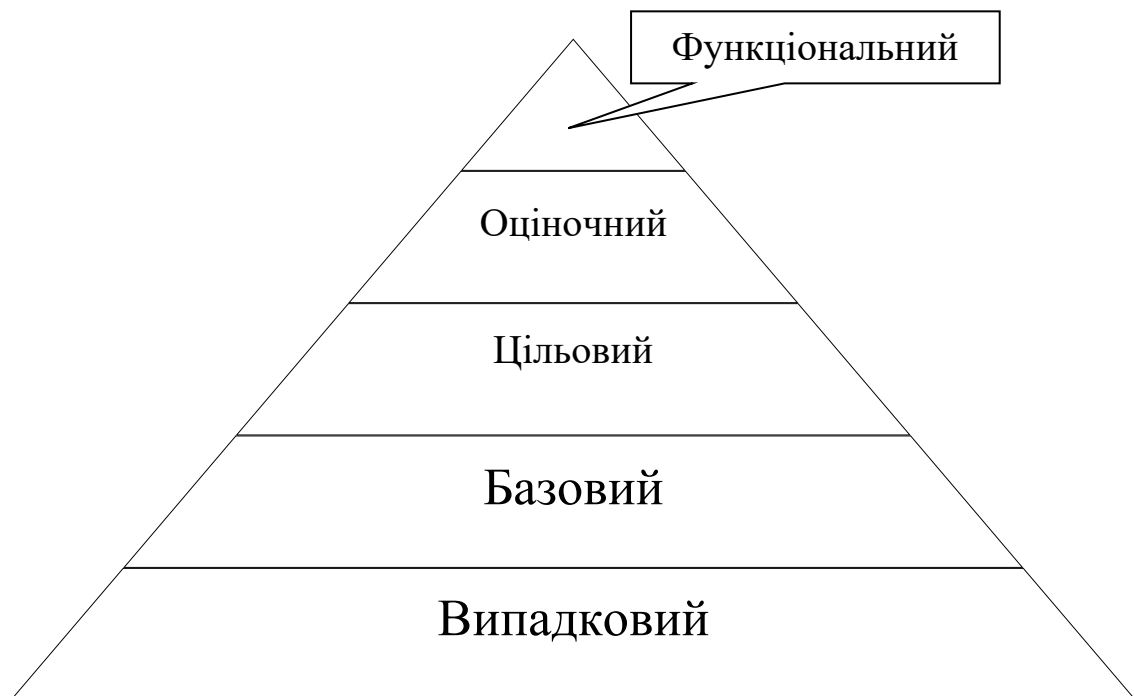 Функціональний
Оціночний
Цільовий
Базовий
Випадковий